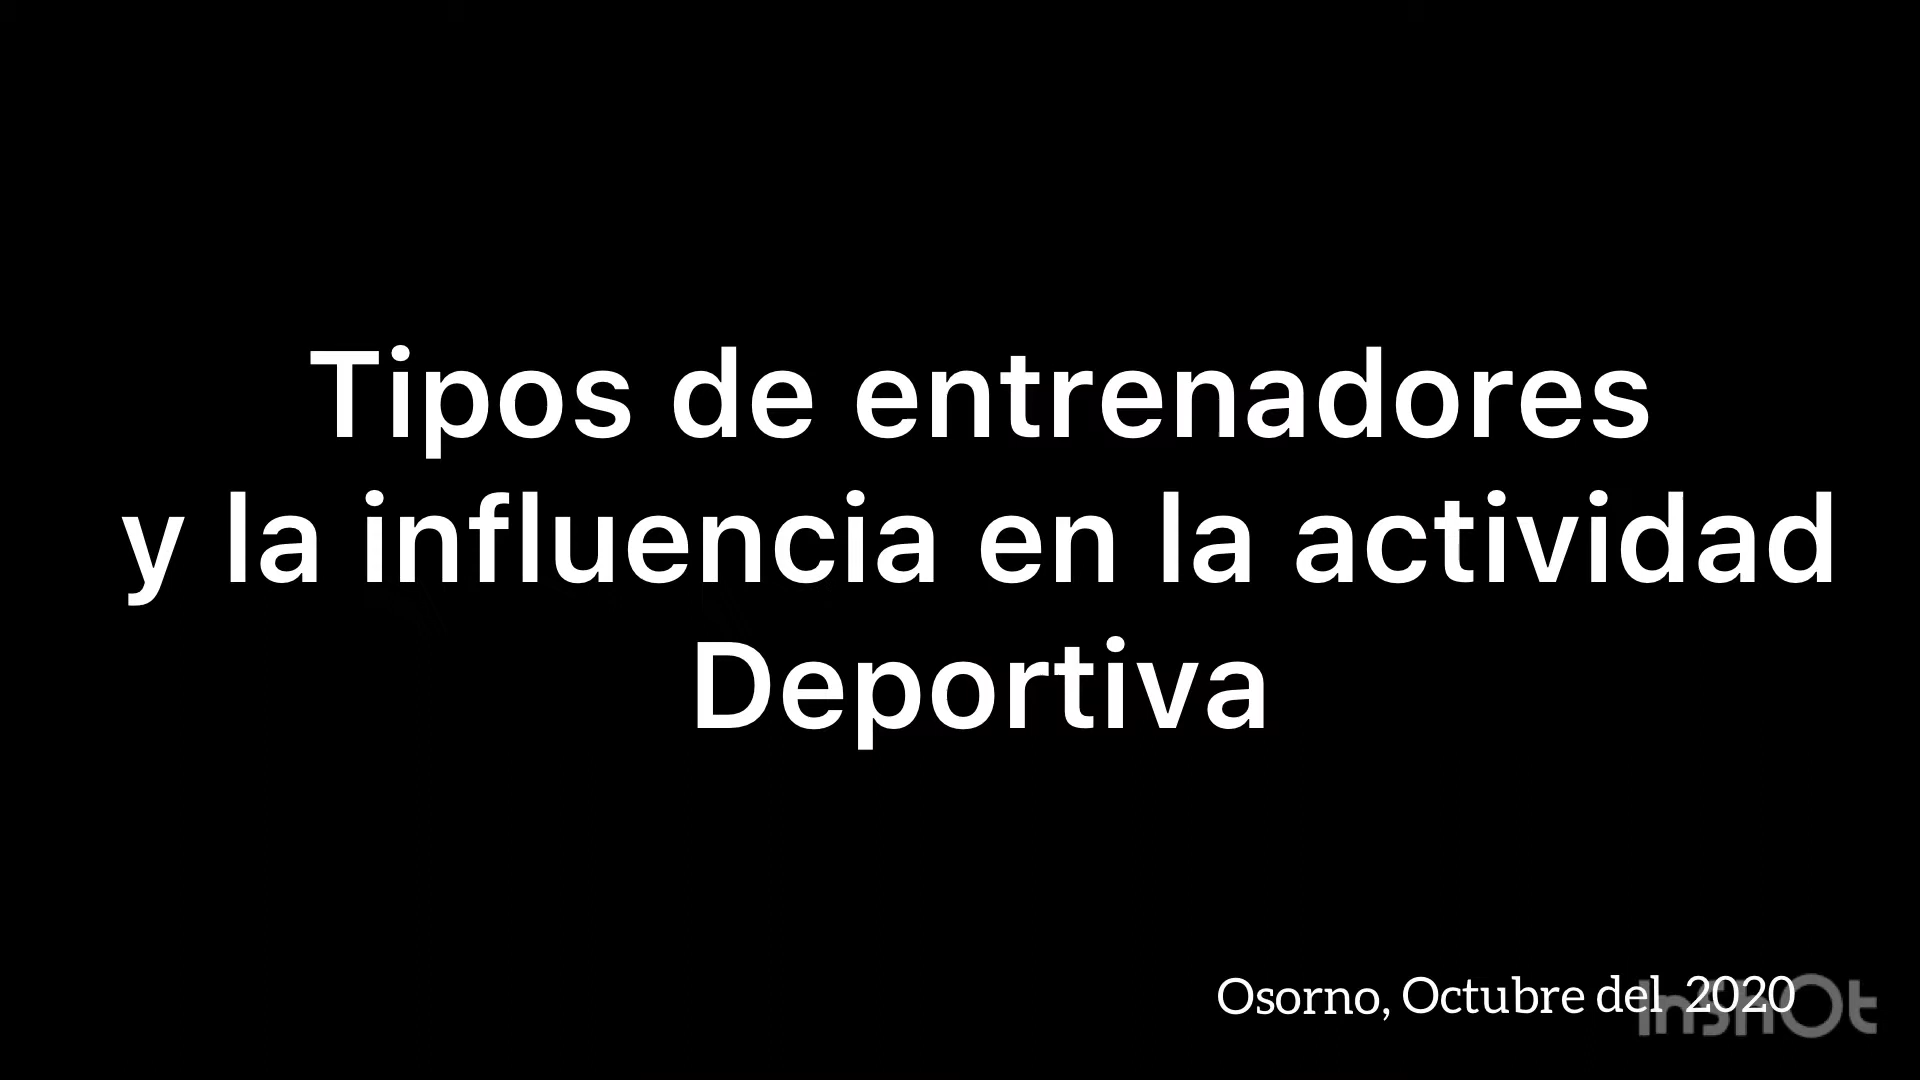 Tipos de entrenadores
y la influencia en la actividad
Deportiva
Osorno, Octubre del 2020
InShOt